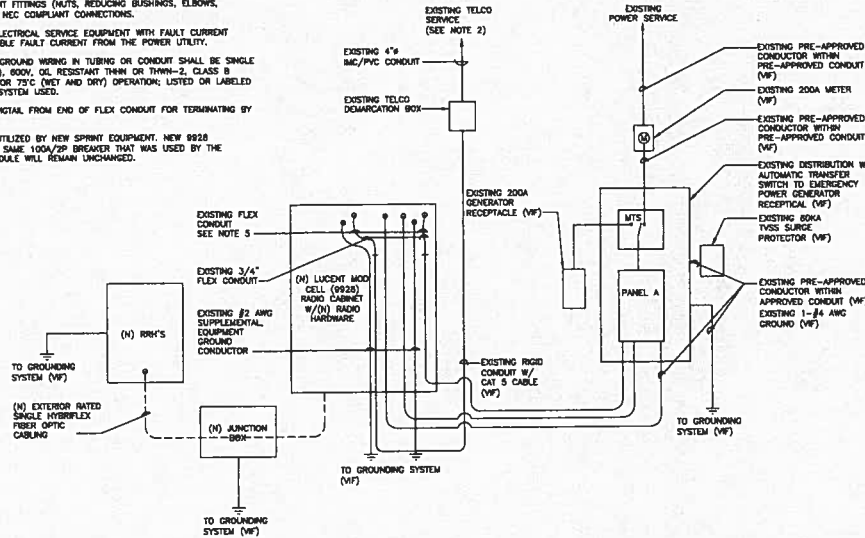 IT FITTINGS (NUTS, REDUCING BUSHINGS, ELBOWS,
NEC COMPLIANT CONNECTIONS.
LECTRICAL SERVICE EQUIPMENT WITH FAULT CURRENT
BLE FAULT CURRENT FROM THE POWER UTILITY.
GROUND WIRING IN TUBING OR CONDUIT SHALL BE SINGLE
), 600V, OIL RESISTANT THHN OR THWN-2, CLASS B
OR 75°C (WET AND DRY) OPERATION; LISTED OR LABELED
SYSTEM USED.
IGTAIL FROM END OF FLEX CONDUIT FOR TERMINATING BY
TILIZED BY NEW SPRINT EQUIPMENT. NEW 9928
SAME 100A/2P BREAKER THAT WAS USED BY THE
DULE WILL REMAIN UNCHANGED.
EXISTING TELCO
SERVICE
(SEE NOTE 2)
EXISTING 4"ø
IMC/PVC CONDUIT
EXISTING TELCO
DEMARCATION BOX
EXISTING
POWER SERVICE
EXISTING PRE-APPROVED
CONDUCTOR WITHIN
PRE-APPROVED CONDUIT
(VIF)
EXISTING 200A METER
(VIF)
M
EXISTING PRE-APPROVED
CONDUCTOR WITHIN
PRE-APPROVED CONDUIT
(VIF)
EXISTING DISTRIBUTION W
AUTOMATIC TRANSFER
SWITCH TO EMERGENCY
POWER GENERATOR
RECEPTICAL (VIF)
EXISTING 200A
GENERATOR
RECEPTACLE (VIF)
MTS
PANEL A
EXISTING 80KA
TVSS SURGE
PROTECTOR (VIF)
EXISTING PRE-APPROVED
CONDUCTOR WITHIN
APPROVED CONDUIT (VIF)
EXISTING 1-#4 AWG
GROUND (VIF)
TO GROUNDING
SYSTEM (VIF)
EXISTING FLEX
CONDUIT
SEE NOTE 5
EXISTING 3/4"
FLEX CONDUIT
EXISTING #2 AWG
SUPPLEMENTAL
EQUIPMENT
GROUND
CONDUCTOR
(N) LUCENT MOD
CELL (9928)
RADIO CABINET
W/(N) RADIO
HARDWARE
EXISTING RIGID
CONDUIT W/
CAT 5 CABLE
(VIF)
(N) RRH'S
TO GROUNDING
SYSTEM (VIF)
(N) EXTERIOR RATED
SINGLE HYBRIFLEX
FIBER OPTIC
CABLING
(N) JUNCTION
BOX
TO GROUNDING SYSTEM
(VIF)
TO GROUNDING
SYSTEM (VIF)